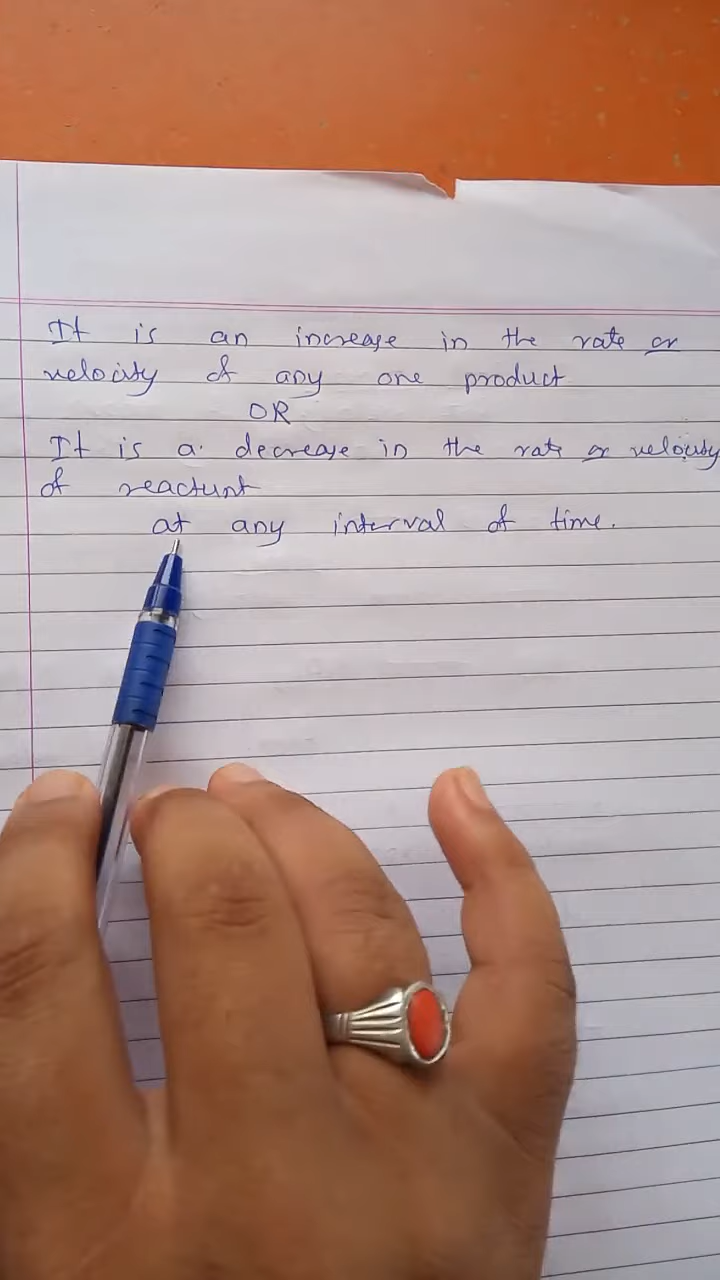 It is an increase in the rate or
velocity of any one product
OR
It is a decrease in the rate or velocity
of reactunt
at any interval of time.